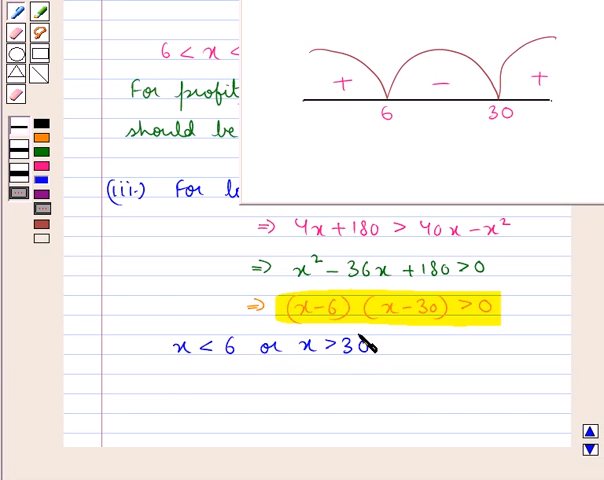 + - +
6 30
6 < x <
For profit
should be
(iii.) For
=> 4x + 180 > 40x - x²
=> x² - 36x + 180 > 0
=> (x-6) (x-30) > 0
x < 6 or x > 30